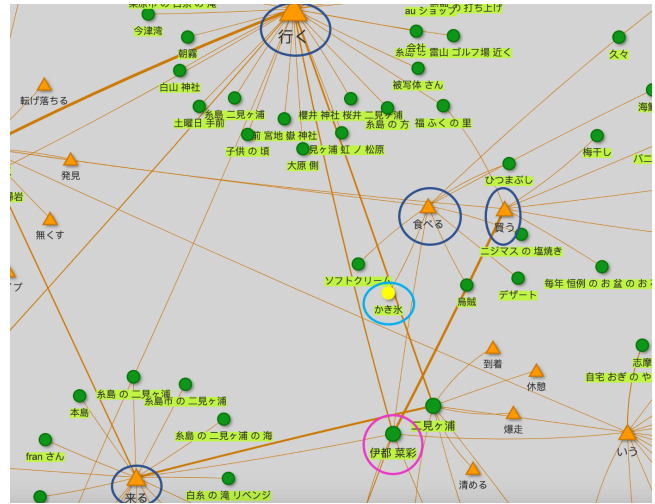 の打ち上げ
今津湾
au ショップ
朝霧
行く
会社
糸島 の 雷山 ゴルフ場 近く
久々
白山 神社
被写体 さん
転げ落ちる
糸島 二見ヶ浦
土曜日 手前
櫻井 神社 桜井 二見ヶ浦
糸島 の 方
福 ふく の 里
前 宮地 嶽 神社
見ヶ浦 虹 ノ 松原
子供 の 頃
大原 側
梅干し
発見
ひつまぶし
食べる
買う
無くす
ニジマス の 塩焼き
ソフトクリーム
デザート
毎年 恒例 の お 盆 の お
烏賊
かき氷
到着
志摩
自宅 おぎ の や
休憩
糸島 の 二見ヶ浦
糸島市 の 二見ヶ浦
本島
二見ヶ浦
爆走
糸島 の 二見ヶ浦 の 海
いう
fran さん
伊都 菜彩
清める
来る
白糸 の 滝 リベンジ